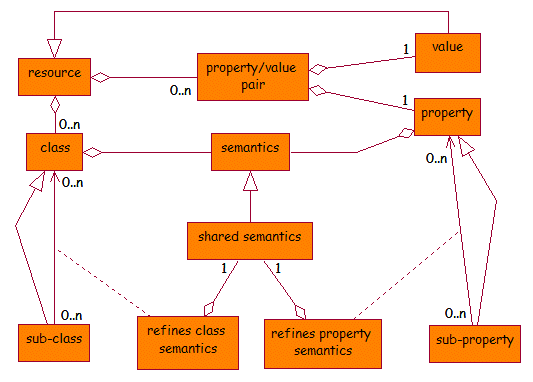 value
1
resource
property/value
pair
0..n
1
property
0..n
class
semantics
0..n
0..n
shared semantics
1
1
0..n
0..n
sub-class
refines class
semantics
refines property
semantics
sub-property